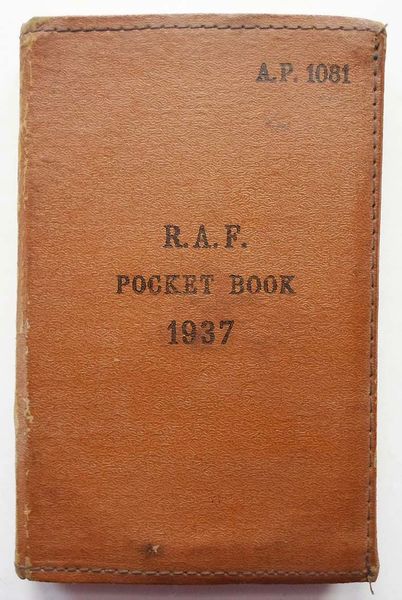 A.P. 1081
R.A.F.
POCKET BOOK
1937